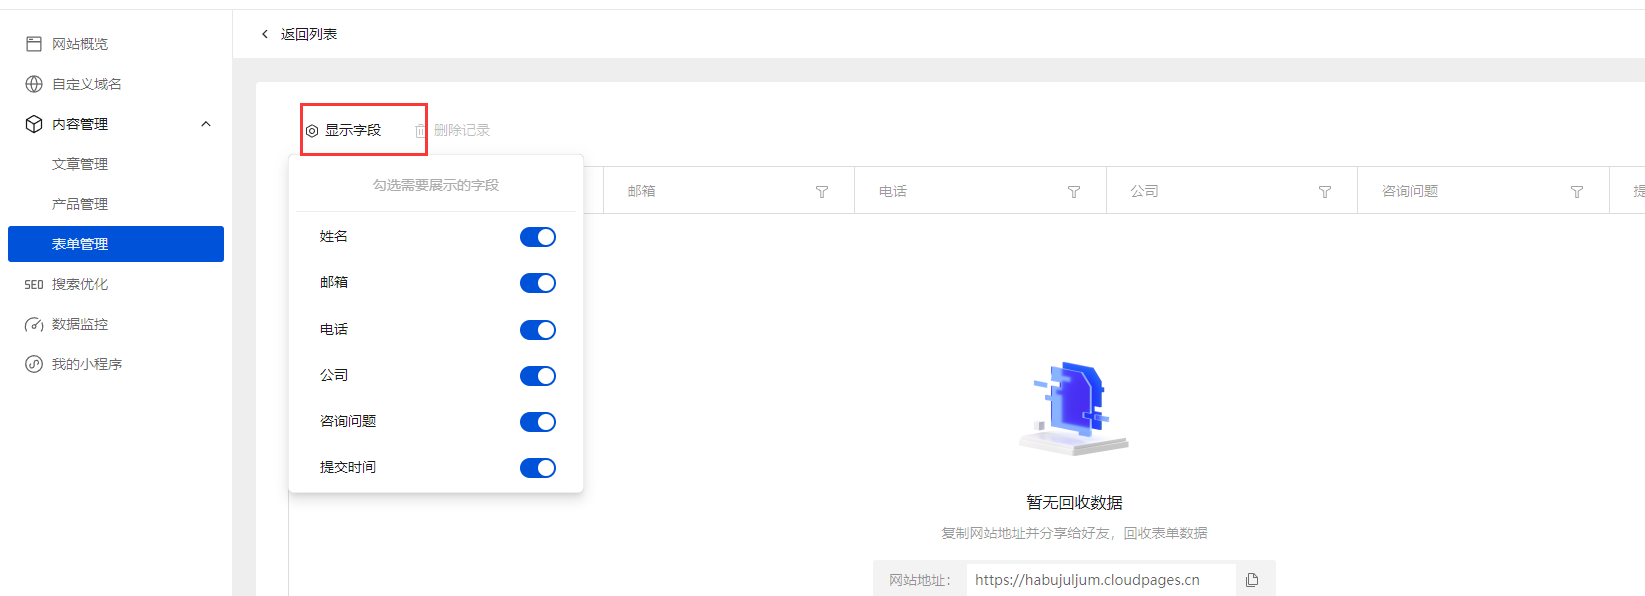 网站概览
自定义域名
内容管理
文章管理
产品管理
表单管理
SEO 搜索优化
数据监控
我的小程序
返回列表
显示字段 删除记录
勾选需要展示的字段
姓名
邮箱
电话
公司
咨询问题
提交时间
邮箱 电话 公司 咨询问题 提
暂无回收数据
复制网站地址并分享给好友，回收表单数据
网站地址： https://habujuljum.cloudpages.cn